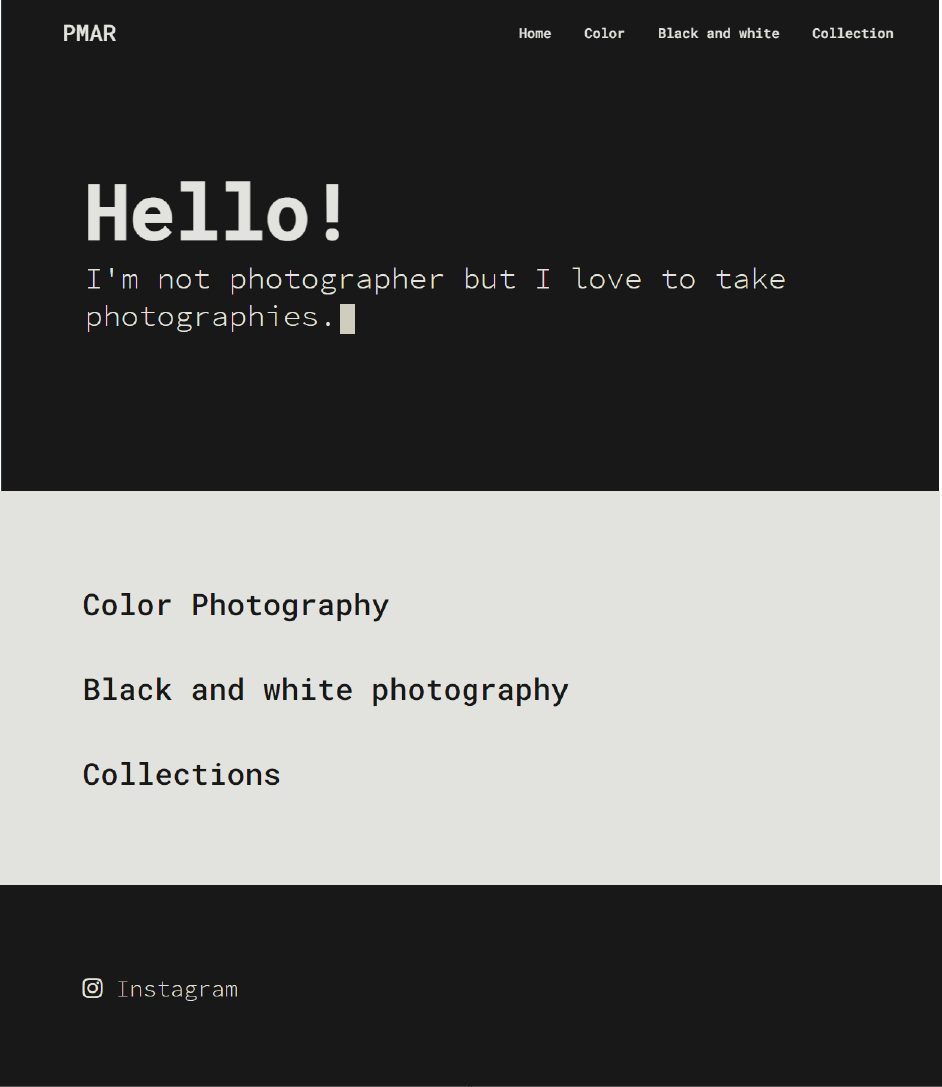 PMAR
Home Color Black and white Collection
Hello!
I'm not photographer but I love to take
photographies.
Color Photography
Black and white photography
Collections
Instagram